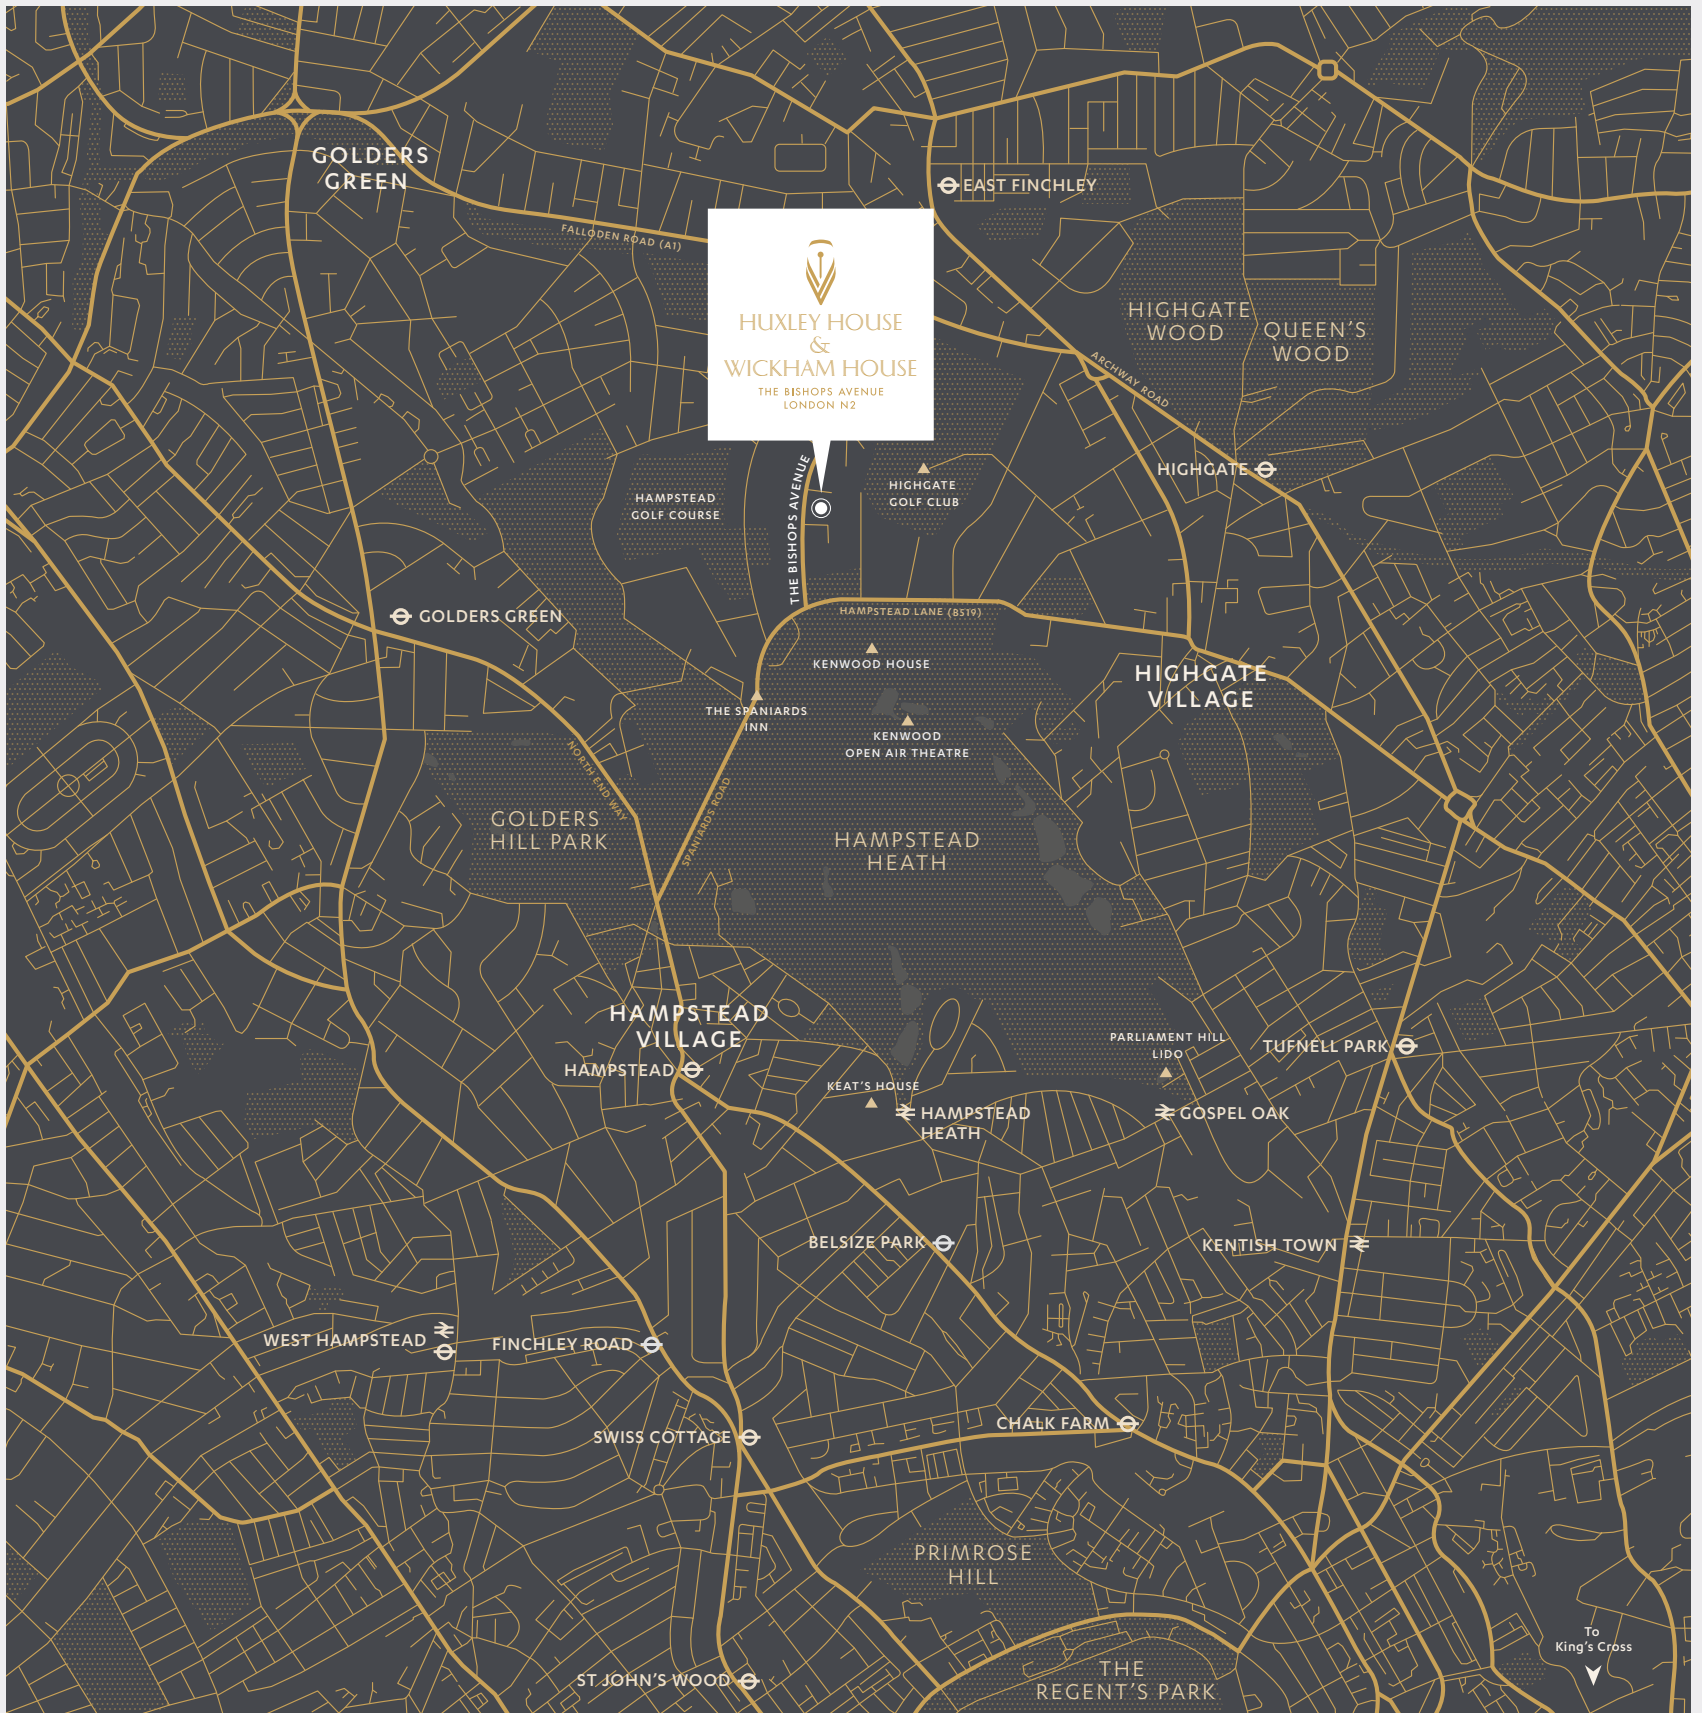 GOLDERS
GREEN
EAST FINCHLEY
FALLODEN ROAD (A1)
HUXLEY HOUSE
&
WICKHAM HOUSE
THE BISHOPS AVENUE
LONDON N2
HIGHGATE
WOOD
QUEEN'S
WOOD
ARCHWAY ROAD
HIGHGATE
HAMPSTEAD
GOLF COURSE
THE BISHOPS AVENUE
HIGHGATE
GOLF CLUB
GOLDERS GREEN
HAMPSTEAD LANE (B519)
KENWOOD HOUSE
HIGHGATE
VILLAGE
THE SPANIARDS
INN
KENWOOD
OPEN AIR THEATRE
NORTH END WAY
SPANIARDS ROAD
GOLDERS
HILL PARK
HAMPSTEAD
HEATH
HAMPSTEAD
VILLAGE
HAMPSTEAD
PARLIAMENT HILL
LIDO
TUFNELL PARK
KEAT'S HOUSE
HAMPSTEAD
HEATH
GOSPEL OAK
BELSIZE PARK
KENTISH TOWN
WEST HAMPSTEAD
FINCHLEY ROAD
SWISS COTTAGE
CHALK FARM
PRIMROSE
HILL
To
King's Cross
THE
REGENT'S PARK
ST JOHN'S WOOD